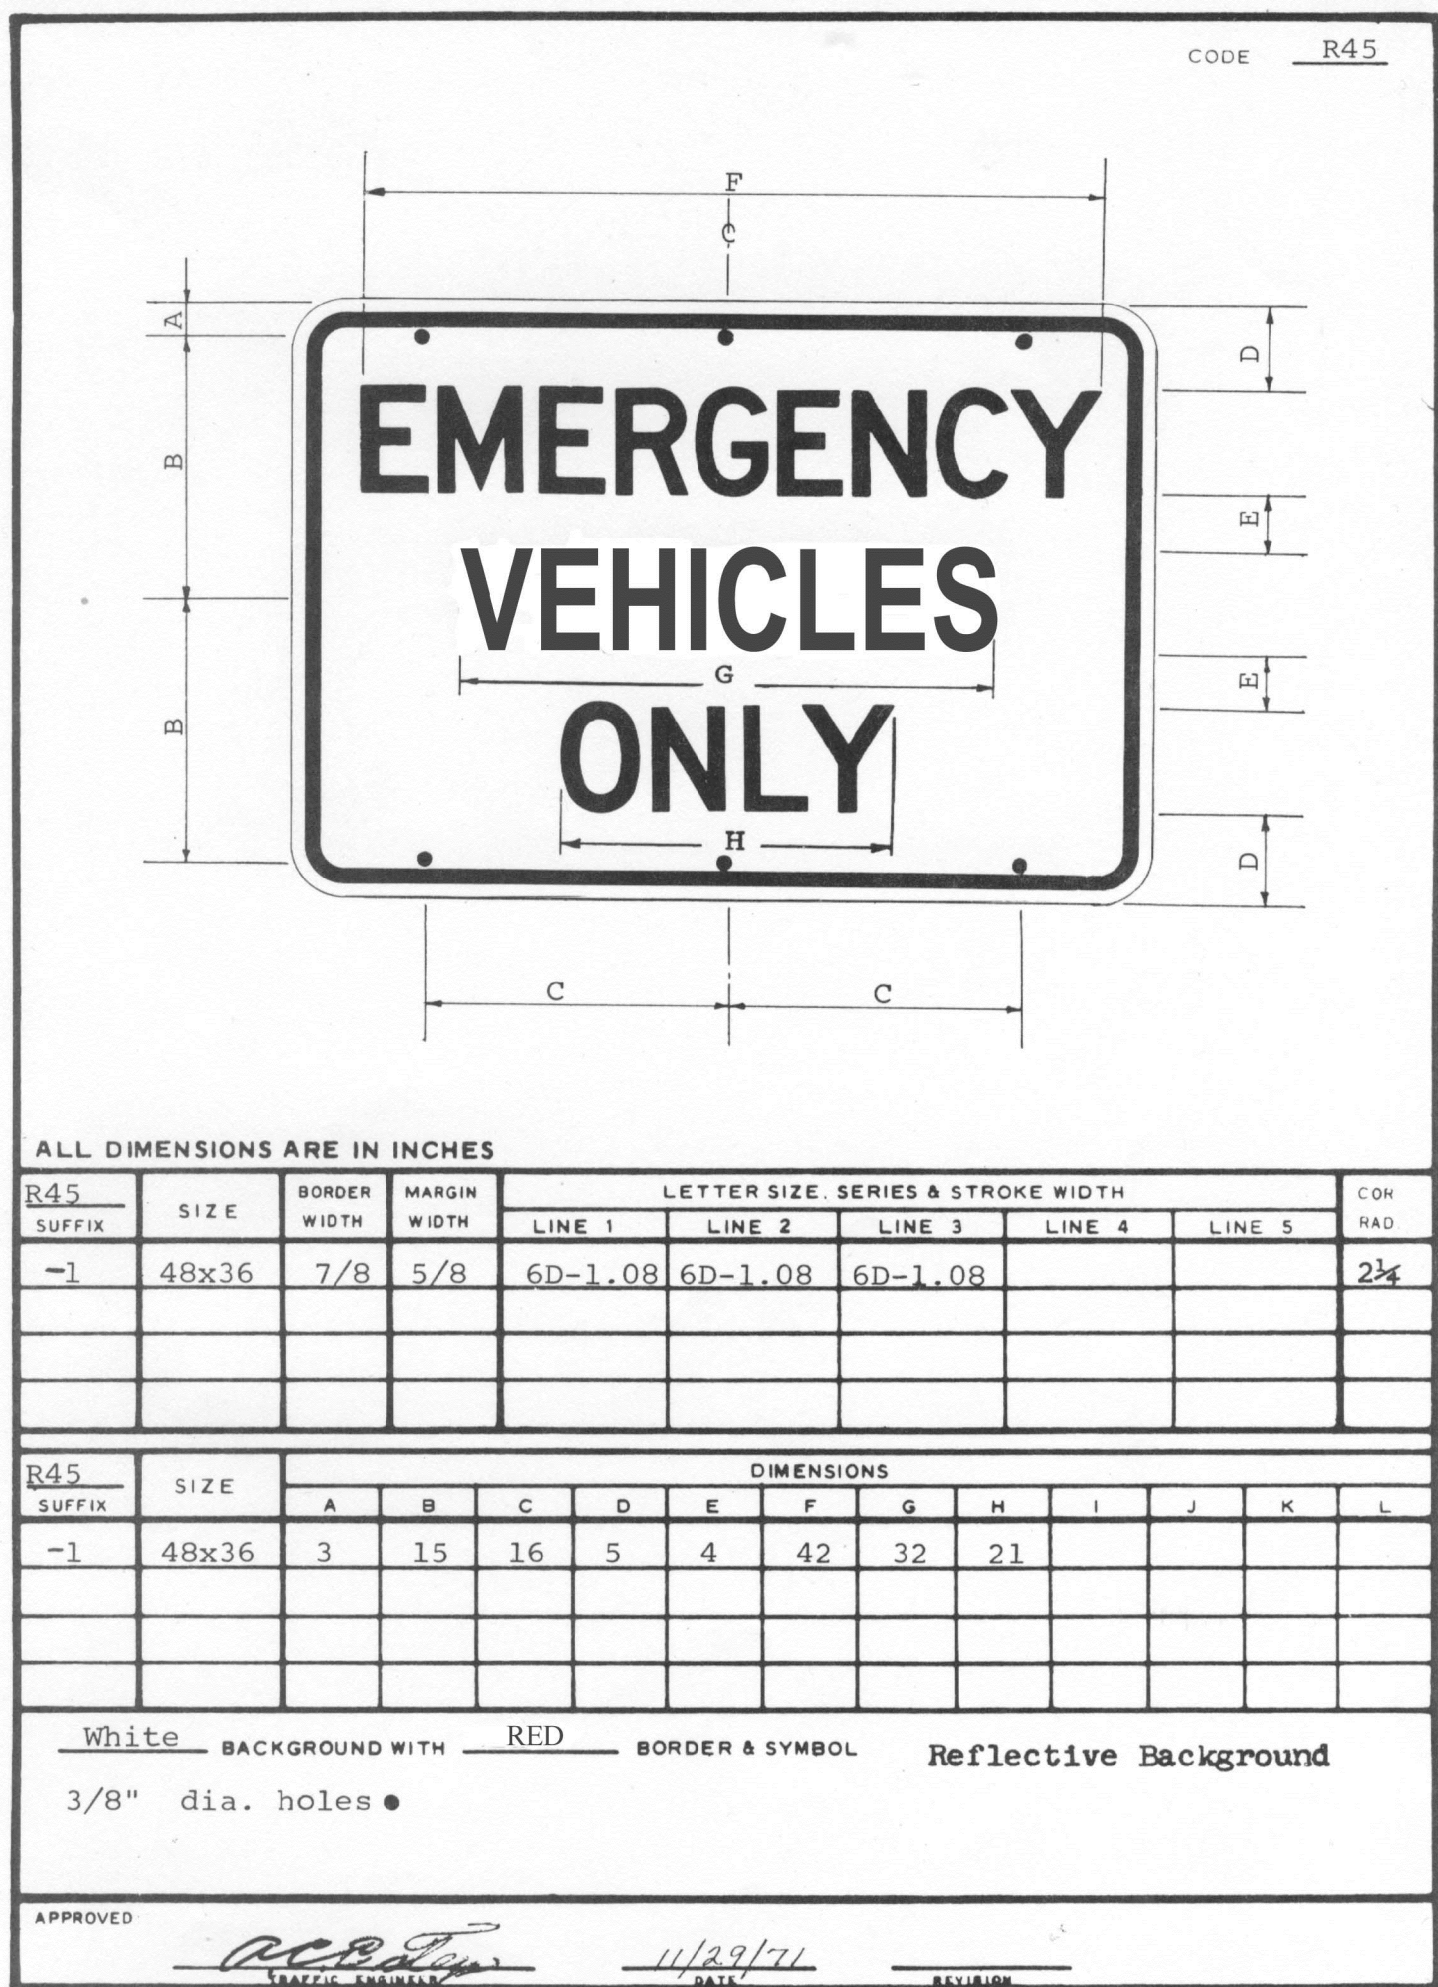 CODE R45
F
C
A
D
EMERGENCY
B
E
VEHICLES
G
E
B
ONLY
H
D
C C
ALL DIMENSIONS ARE IN INCHES
R45 SUFFIX SIZE BORDER WIDTH MARGIN WIDTH LETTER SIZE, SERIES & STROKE WIDTH COR RAD.
LINE 1 LINE 2 LINE 3 LINE 4 LINE 5
-1 48x36 7/8 5/8 6D-1.08 6D-1.08 6D-1.08 2¼
R45 SUFFIX SIZE DIMENSIONS
A B C D E F G H I J K L
-1 48x36 3 15 16 5 4 42 32 21
White BACKGROUND WITH RED BORDER & SYMBOL Reflective Background
3/8" dia. holes
APPROVED
11/29/71
TRAFFIC ENGINEER DATE REVISION